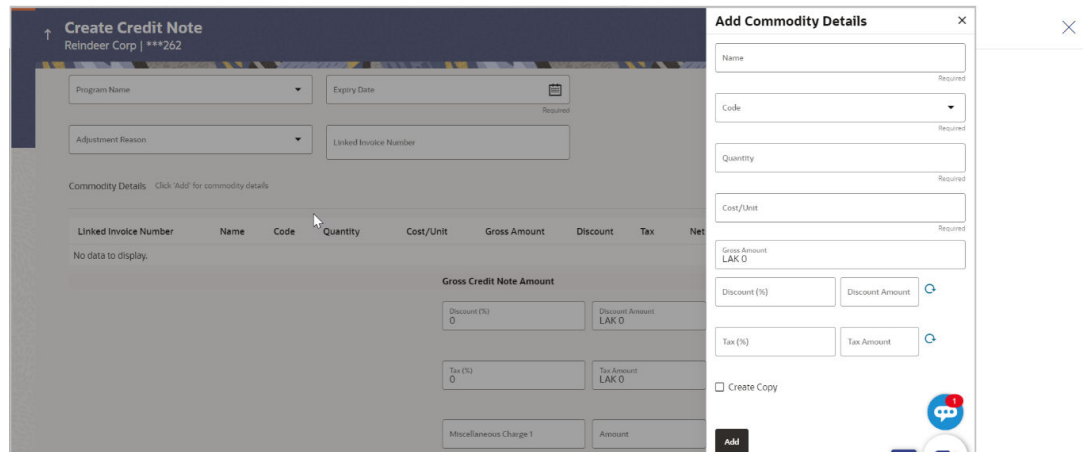 Create Credit Note
Reindeer Corp | ***262
Program Name
Expiry Date
Required
Adjustment Reason
Linked Invoice Number
Commodity Details Click 'Add' for commodity details
Linked Invoice Number Name Code Quantity Cost/Unit Gross Amount Discount Tax Net
No data to display.
Gross Credit Note Amount
Discount (%)
0
Discount Amount
LAK 0
Tax (%)
0
Tax Amount
LAK 0
Miscellaneous Charge 1
Amount
Add Commodity Details
Name
Required
Code
Required
Quantity
Required
Cost/Unit
Required
Gross Amount
LAK 0
Discount (%)
Discount Amount
Tax (%)
Tax Amount
Create Copy
1
Add